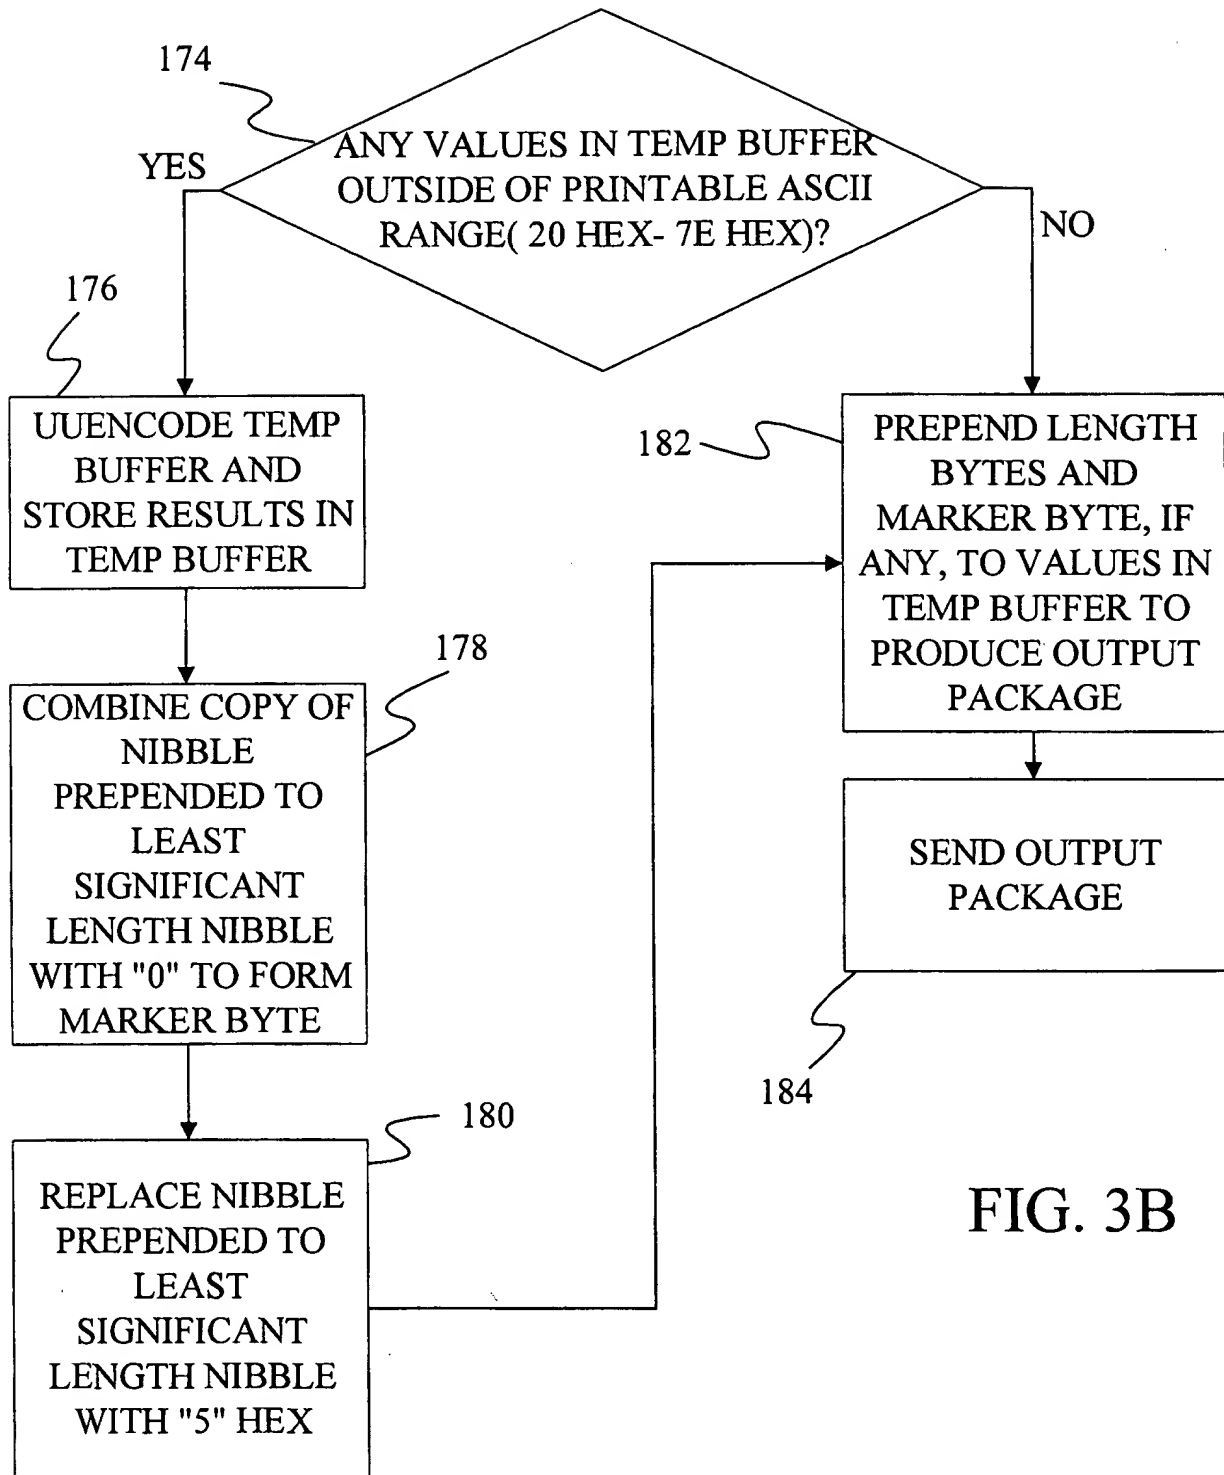 174
ANY VALUES IN TEMP BUFFER
OUTSIDE OF PRINTABLE ASCII
RANGE( 20 HEX- 7E HEX)?
YES
NO
176
UUENCODE TEMP
BUFFER AND
STORE RESULTS IN
TEMP BUFFER
178
COMBINE COPY OF
NIBBLE
PREPENDED TO
LEAST
SIGNIFICANT
LENGTH NIBBLE
WITH "0" TO FORM
MARKER BYTE
180
REPLACE NIBBLE
PREPENDED TO
LEAST
SIGNIFICANT
LENGTH NIBBLE
WITH "5" HEX
182
PREPEND LENGTH
BYTES AND
MARKER BYTE, IF
ANY, TO VALUES IN
TEMP BUFFER TO
PRODUCE OUTPUT
PACKAGE
SEND OUTPUT
PACKAGE
184
FIG. 3B